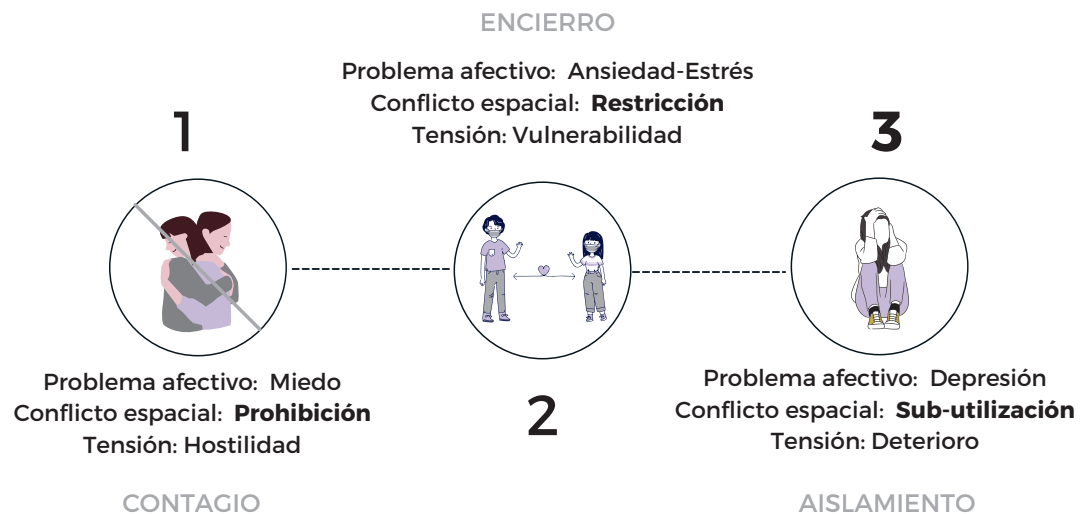 ENCIERRO
Problema afectivo: Ansiedad-Estrés
Conflicto espacial: Restricción
Tensión: Vulnerabilidad
1
3
Problema afectivo: Miedo
Conflicto espacial: Prohibición
Tensión: Hostilidad
2
Problema afectivo: Depresión
Conflicto espacial: Sub-utilización
Tensión: Deterioro
CONTAGIO
AISLAMIENTO